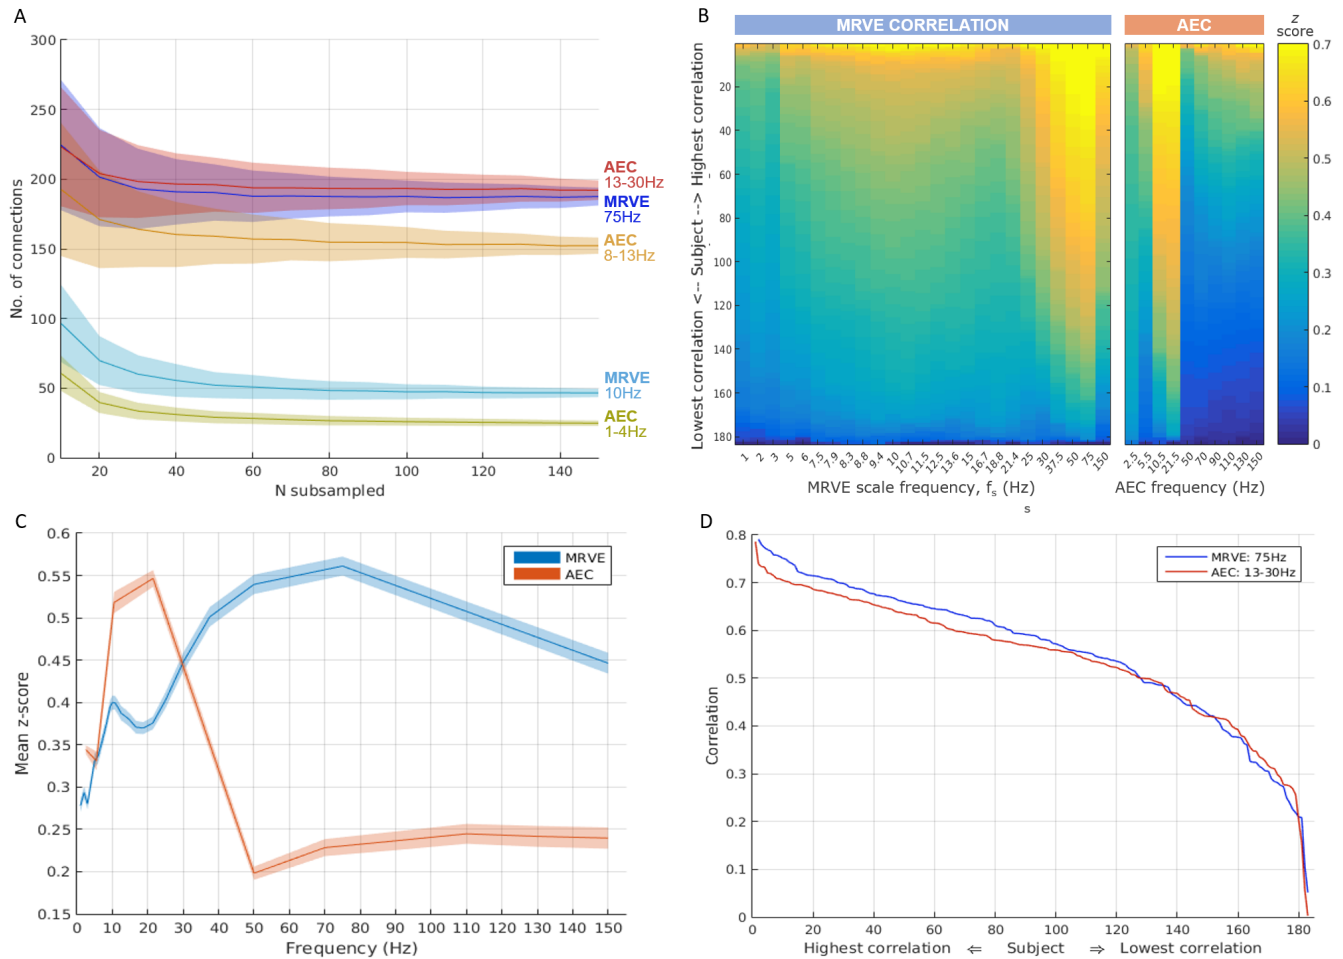 A
300
250
200
150
100
50
0
20
40
60
80
100
120
140
No. of connections
N subsampled
AEC
13-30Hz
MRVE
75Hz
AEC
8-13Hz
MRVE
10Hz
AEC
1-4Hz
B
MRVE CORRELATION
AEC
z
score
Lowest correlation <-- Subject --> Highest correlation
20
40
60
80
100
120
140
160
180
1
2
3
5
6
7.5
7.9
8.3
8.8
9.4
10
10.7
11.5
12.5
13.6
15
16.7
18.8
21.4
25
30
37.5
50
75
150
MRVE scale frequency, fs (Hz)
s
2.5
5.5
10.5
21.5
50
70
90
110
130
150
AEC frequency (Hz)
0.7
0.6
0.5
0.4
0.3
0.2
0.1
0
C
0.6
0.55
0.5
0.45
0.4
0.35
0.3
0.25
0.2
0.15
Mean z-score
MRVE
AEC
0 10 20 30 40 50 60 70 80 90 100 110 120 130 140 150
Frequency (Hz)
D
0.8
0.7
0.6
0.5
0.4
0.3
0.2
0.1
0
Correlation
MRVE: 75Hz
AEC: 13-30Hz
0 20 40 60 80 100 120 140 160 180
Highest correlation ⇐ Subject ⇒ Lowest correlation